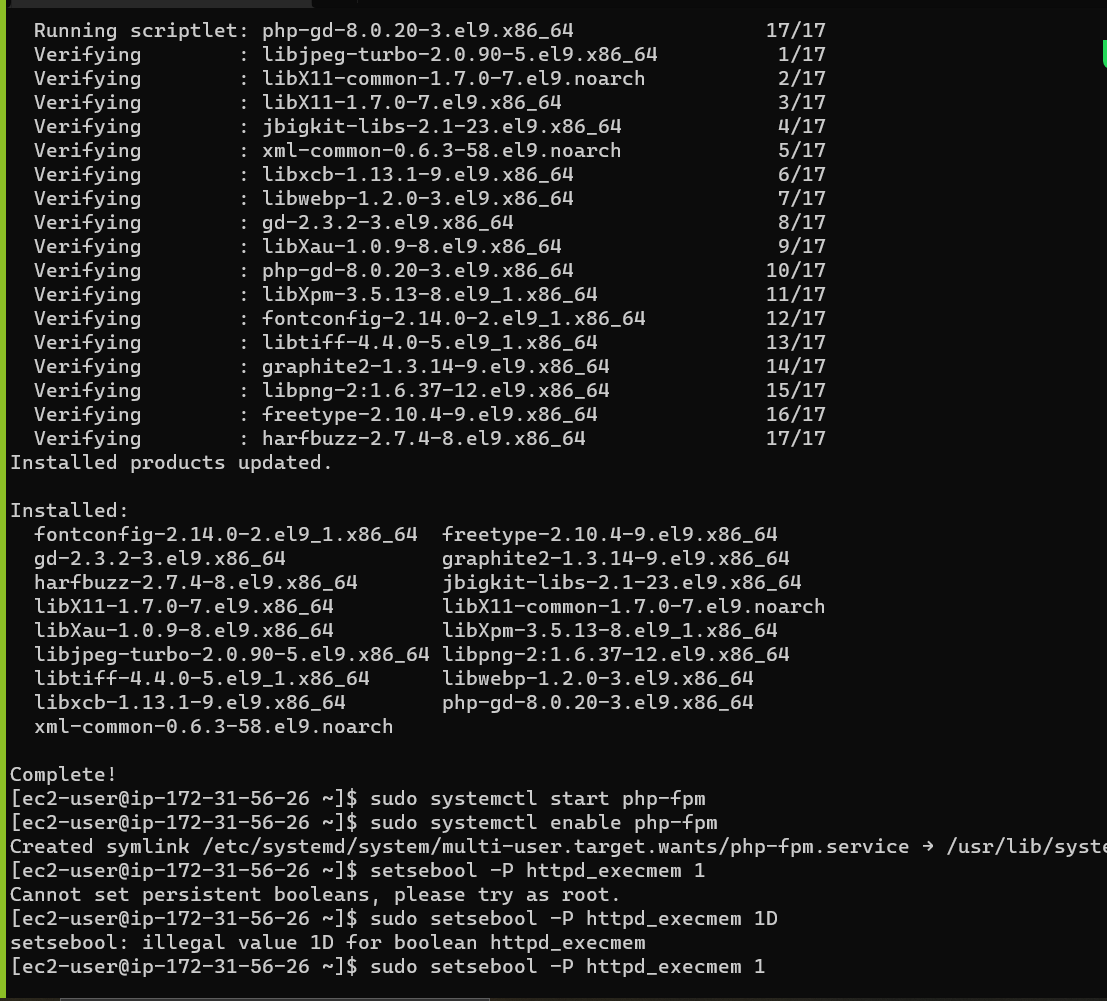 Running scriptlet: php-gd-8.0.20-3.el9.x86_64 17/17
Verifying : libjpeg-turbo-2.0.90-5.el9.x86_64 1/17
Verifying : libX11-common-1.7.0-7.el9.noarch 2/17
Verifying : libX11-1.7.0-7.el9.x86_64 3/17
Verifying : jbigkit-libs-2.1-23.el9.x86_64 4/17
Verifying : xml-common-0.6.3-58.el9.noarch 5/17
Verifying : libxcb-1.13.1-9.el9.x86_64 6/17
Verifying : libwebp-1.2.0-3.el9.x86_64 7/17
Verifying : gd-2.3.2-3.el9.x86_64 8/17
Verifying : libXau-1.0.9-8.el9.x86_64 9/17
Verifying : php-gd-8.0.20-3.el9.x86_64 10/17
Verifying : libXpm-3.5.13-8.el9_1.x86_64 11/17
Verifying : fontconfig-2.14.0-2.el9_1.x86_64 12/17
Verifying : libtiff-4.4.0-5.el9_1.x86_64 13/17
Verifying : graphite2-1.3.14-9.el9.x86_64 14/17
Verifying : libpng-2:1.6.37-12.el9.x86_64 15/17
Verifying : freetype-2.10.4-9.el9.x86_64 16/17
Verifying : harfbuzz-2.7.4-8.el9.x86_64 17/17
Installed products updated.
Installed:
fontconfig-2.14.0-2.el9_1.x86_64 freetype-2.10.4-9.el9.x86_64
gd-2.3.2-3.el9.x86_64 graphite2-1.3.14-9.el9.x86_64
harfbuzz-2.7.4-8.el9.x86_64 jbigkit-libs-2.1-23.el9.x86_64
libX11-1.7.0-7.el9.x86_64 libX11-common-1.7.0-7.el9.noarch
libXau-1.0.9-8.el9.x86_64 libXpm-3.5.13-8.el9_1.x86_64
libjpeg-turbo-2.0.90-5.el9.x86_64 libpng-2:1.6.37-12.el9.x86_64
libtiff-4.4.0-5.el9_1.x86_64 libwebp-1.2.0-3.el9.x86_64
libxcb-1.13.1-9.el9.x86_64 php-gd-8.0.20-3.el9.x86_64
xml-common-0.6.3-58.el9.noarch
Complete!
[ec2-user@ip-172-31-56-26 ~]$ sudo systemctl start php-fpm
[ec2-user@ip-172-31-56-26 ~]$ sudo systemctl enable php-fpm
Created symlink /etc/systemd/system/multi-user.target.wants/php-fpm.service → /usr/lib/syste
[ec2-user@ip-172-31-56-26 ~]$ setsebool -P httpd_execmem 1
Cannot set persistent booleans, please try as root.
[ec2-user@ip-172-31-56-26 ~]$ sudo setsebool -P httpd_execmem 1D
setsebool: illegal value 1D for boolean httpd_execmem
[ec2-user@ip-172-31-56-26 ~]$ sudo setsebool -P httpd_execmem 1